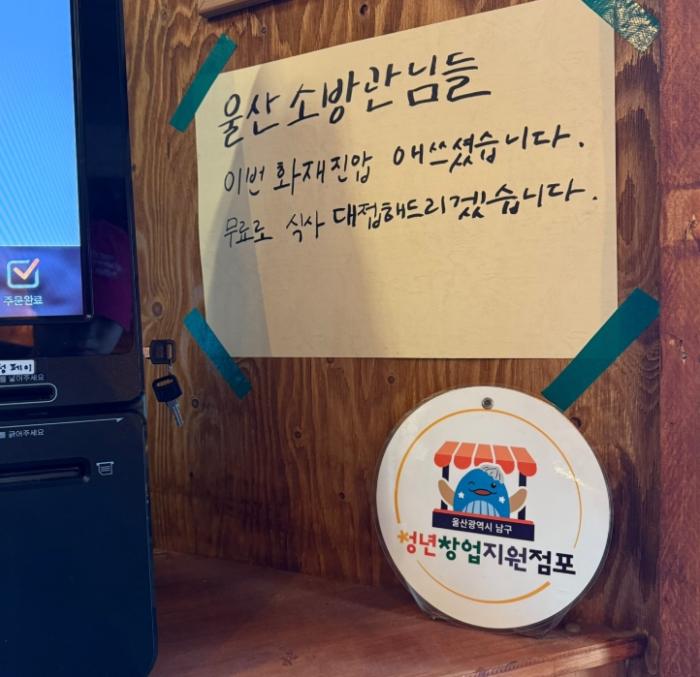 울산 소방관님들
이번 화재진압 애쓰셨습니다.
무료로 식사 대접해드리겠습니다.
주문완료
페이
울산광역시 남구
청년창업지원점포